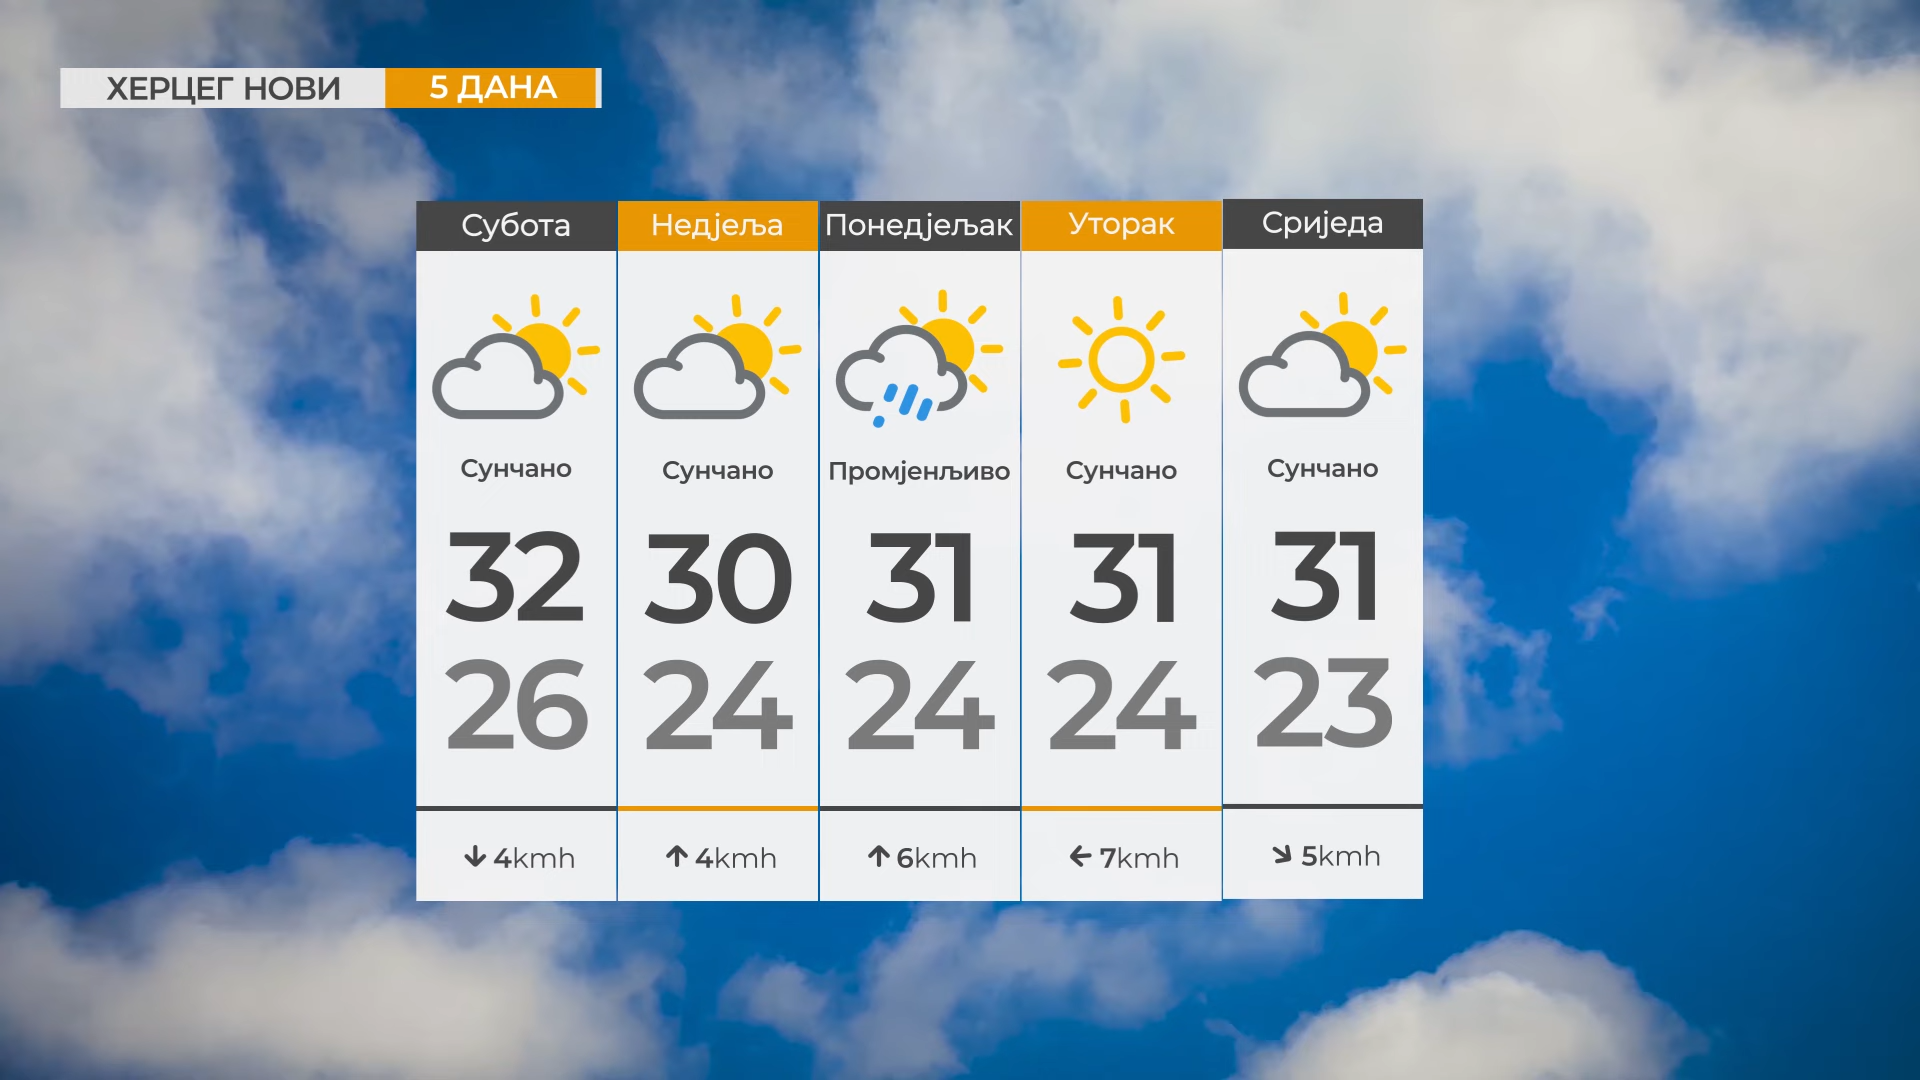 ХЕРЦЕГ НОВИ 5 ДАНА
Субота
Сунчано
32
26
4kmh
Недјеља
Сунчано
30
24
4kmh
Понедјељак
Промјенљиво
31
24
6kmh
Уторак
Сунчано
31
24
7kmh
Сриједа
Сунчано
31
23
5kmh